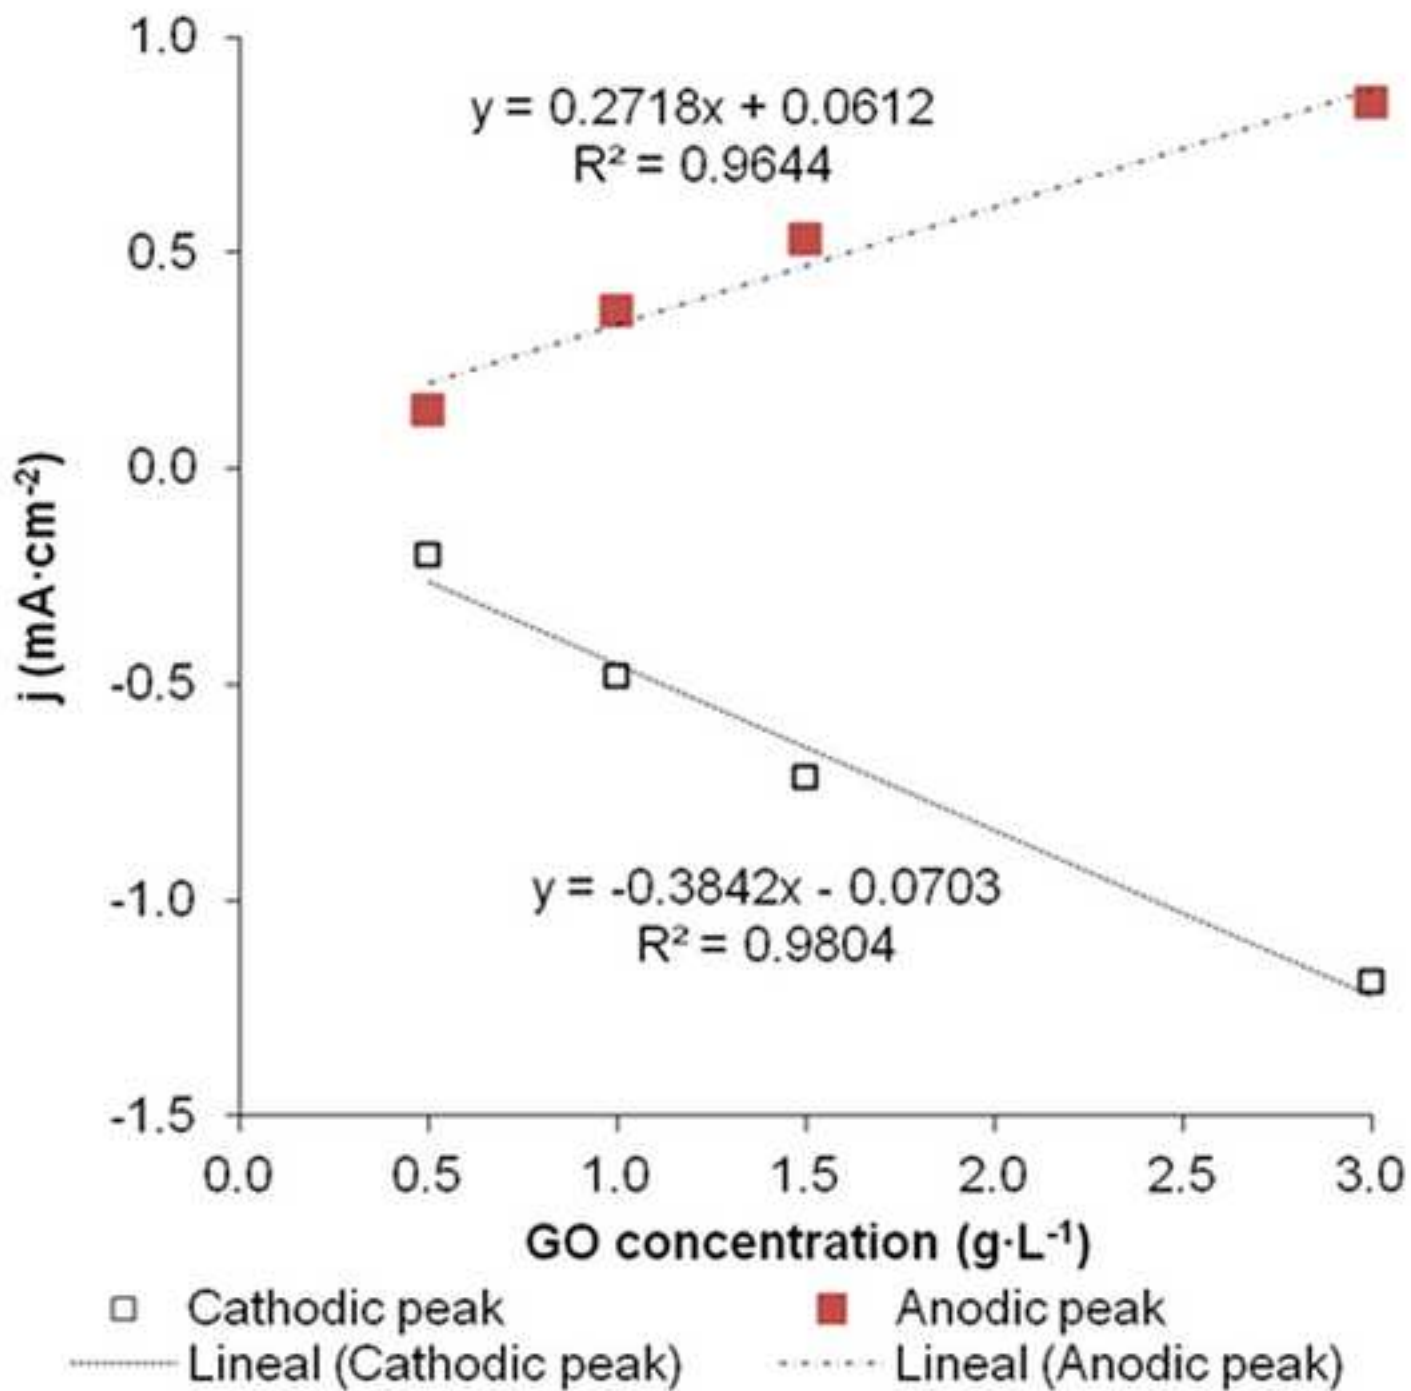 1.0
y = 0.2718x + 0.0612
R² = 0.9644
0.5
0.0
j (mA·cm⁻²)
-0.5
-1.0
y = -0.3842x - 0.0703
R² = 0.9804
-1.5
0.0 0.5 1.0 1.5 2.0 2.5 3.0
GO concentration (g·L⁻¹)
Cathodic peak Anodic peak
Lineal (Cathodic peak) Lineal (Anodic peak)